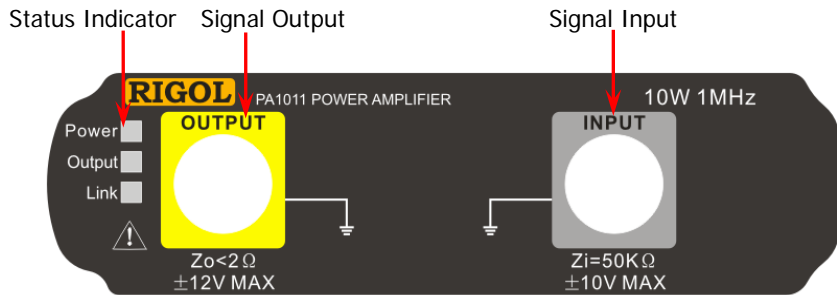 Status Indicator
Signal Output
Signal Input
RIGOL
PA1011 POWER AMPLIFIER
10W 1MHz
Power
Output
Link
OUTPUT
INPUT
Zo<2Ω
±12V MAX
Zi=50KΩ
±10V MAX